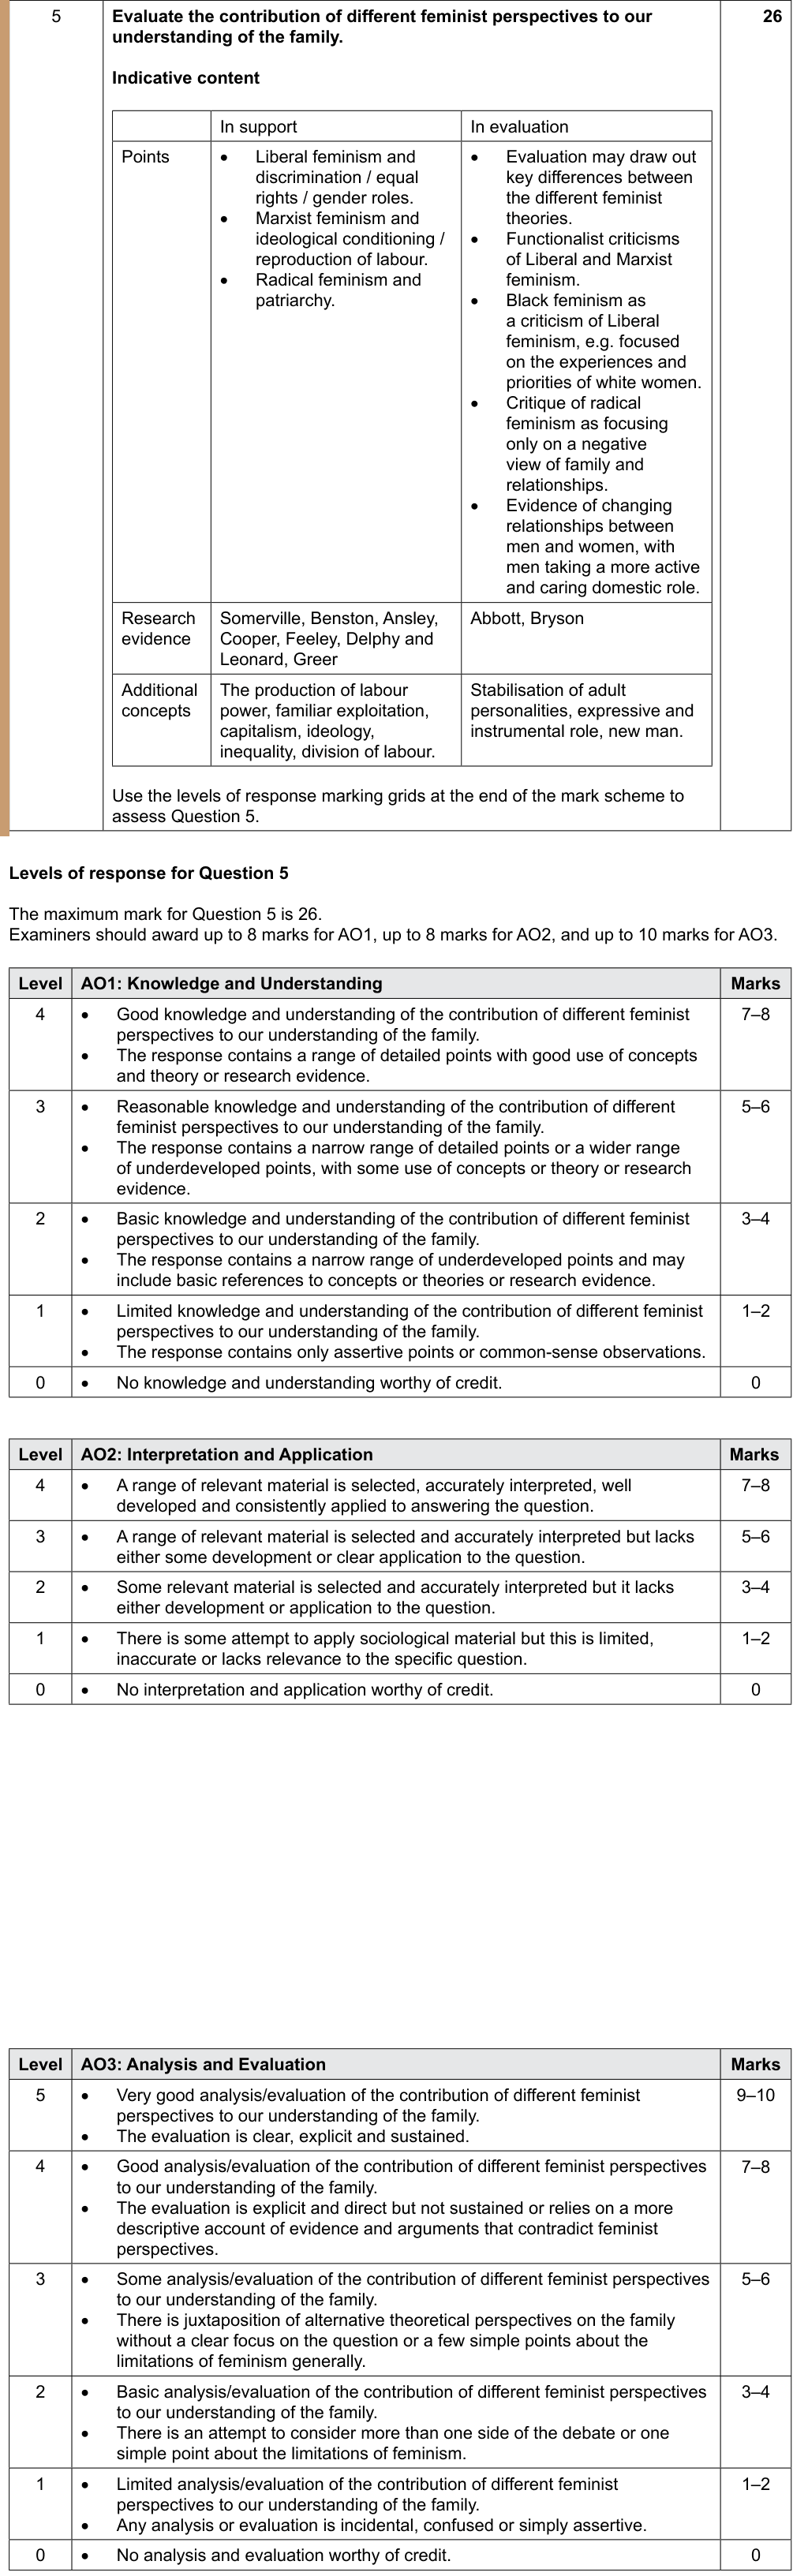 5
Evaluate the contribution of different feminist perspectives to our
understanding of the family.
26
Indicative content
In support
In evaluation
Points
• Liberal feminism and
discrimination / equal
rights / gender roles.
• Marxist feminism and
ideological conditioning /
reproduction of labour.
• Radical feminism and
patriarchy.
• Evaluation may draw out
key differences between
the different feminist
theories.
• Functionalist criticisms
of Liberal and Marxist
feminism.
• Black feminism as
a criticism of Liberal
feminism, e.g. focused
on the experiences and
priorities of white women.
• Critique of radical
feminism as focusing
only on a negative
view of family and
relationships.
• Evidence of changing
relationships between
men and women, with
men taking a more active
and caring domestic role.
Research
evidence
Somerville, Benston, Ansley,
Cooper, Feeley, Delphy and
Leonard, Greer
Abbott, Bryson
Additional
concepts
The production of labour
power, familiar exploitation,
capitalism, ideology,
inequality, division of labour.
Stabilisation of adult
personalities, expressive and
instrumental role, new man.
Use the levels of response marking grids at the end of the mark scheme to
assess Question 5.
Levels of response for Question 5
The maximum mark for Question 5 is 26.
Examiners should award up to 8 marks for AO1, up to 8 marks for AO2, and up to 10 marks for AO3.
Level AO1: Knowledge and Understanding Marks
4 • Good knowledge and understanding of the contribution of different feminist 7–8
perspectives to our understanding of the family.
• The response contains a range of detailed points with good use of concepts
and theory or research evidence.
3 • Reasonable knowledge and understanding of the contribution of different 5–6
feminist perspectives to our understanding of the family.
• The response contains a narrow range of detailed points or a wider range
of underdeveloped points, with some use of concepts or theory or research
evidence.
2 • Basic knowledge and understanding of the contribution of different feminist 3–4
perspectives to our understanding of the family.
• The response contains a narrow range of underdeveloped points and may
include basic references to concepts or theories or research evidence.
1 • Limited knowledge and understanding of the contribution of different feminist 1–2
perspectives to our understanding of the family.
• The response contains only assertive points or common-sense observations.
0 • No knowledge and understanding worthy of credit. 0
Level AO2: Interpretation and Application Marks
4 • A range of relevant material is selected, accurately interpreted, well 7–8
developed and consistently applied to answering the question.
3 • A range of relevant material is selected and accurately interpreted but lacks 5–6
either some development or clear application to the question.
2 • Some relevant material is selected and accurately interpreted but it lacks 3–4
either development or application to the question.
1 • There is some attempt to apply sociological material but this is limited, 1–2
inaccurate or lacks relevance to the specific question.
0 • No interpretation and application worthy of credit. 0
Level AO3: Analysis and Evaluation Marks
5 • Very good analysis/evaluation of the contribution of different feminist 9–10
perspectives to our understanding of the family.
• The evaluation is clear, explicit and sustained.
4 • Good analysis/evaluation of the contribution of different feminist perspectives 7–8
to our understanding of the family.
• The evaluation is explicit and direct but not sustained or relies on a more
descriptive account of evidence and arguments that contradict feminist
perspectives.
3 • Some analysis/evaluation of the contribution of different feminist perspectives 5–6
to our understanding of the family.
• There is juxtaposition of alternative theoretical perspectives on the family
without a clear focus on the question or a few simple points about the
limitations of feminism generally.
2 • Basic analysis/evaluation of the contribution of different feminist perspectives 3–4
to our understanding of the family.
• There is an attempt to consider more than one side of the debate or one
simple point about the limitations of feminism.
1 • Limited analysis/evaluation of the contribution of different feminist 1–2
perspectives to our understanding of the family.
• Any analysis or evaluation is incidental, confused or simply assertive.
0 • No analysis and evaluation worthy of credit. 0